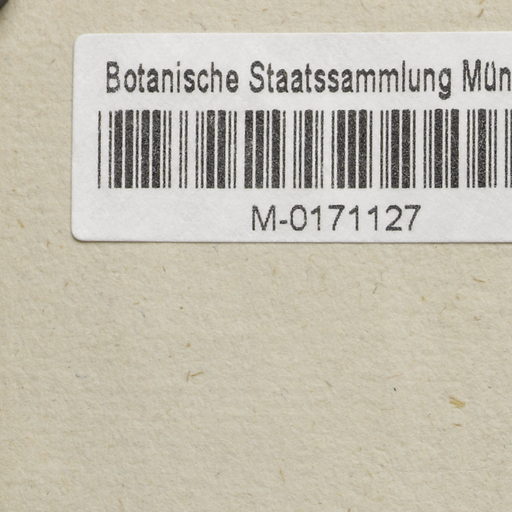 Botanische Staatssammlung Mün
M-0171127